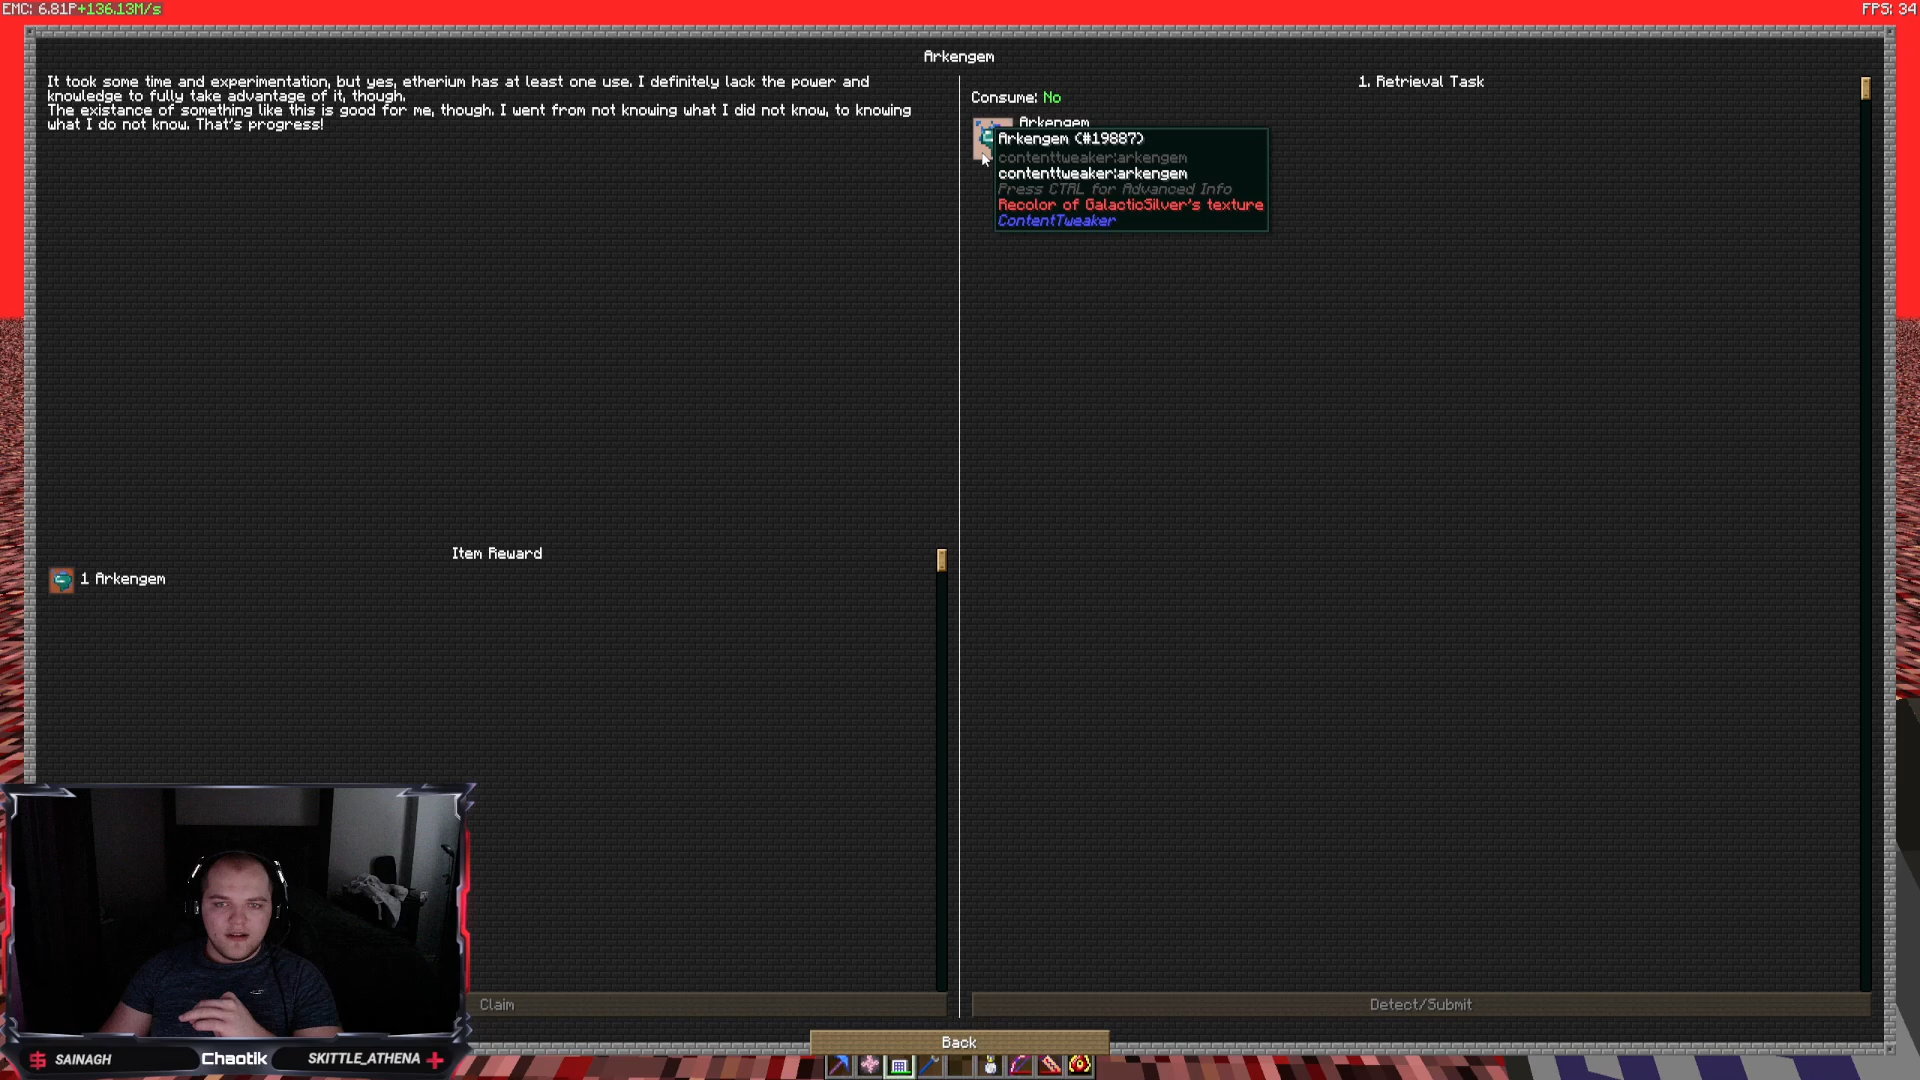 EMC: 6.81P+136.13M/s
FPS: 34
Arkengem
It took some time and experimentation, but yes, etherium has at least one use. I definitely lack the power and
knowledge to fully take advantage of it, though.
The existance of something like this is good for me, though. I went from not knowing what I did not know, to knowing
what I do not know. That's progress!
1. Retrieval Task
Consume: No
Arkengem
Arkengem (#19887)
contenttweaker:arkengem
contenttweaker:arkengem
Press CTRL for Advanced Info
Recolor of GalacticSilver's texture
ContentTweaker
Item Reward
1 Arkengem
Claim
Detect/Submit
Back
SAINAGH
Chaotik
SKITTLE_ATHENA